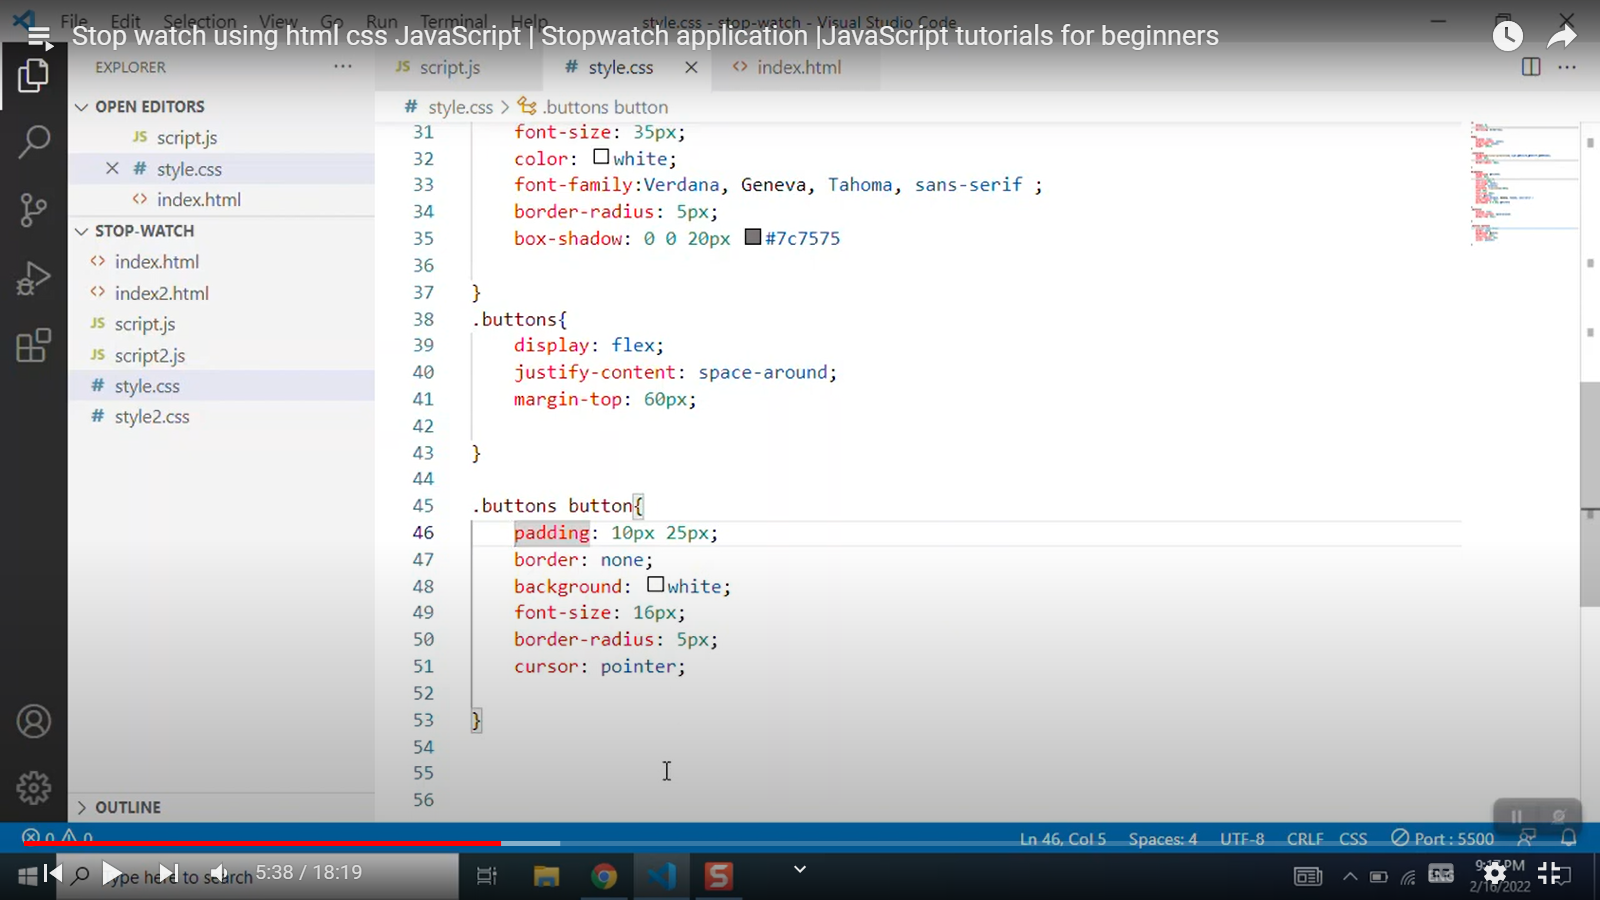 File Edit Selection View Go Run Terminal Help style.css - stop-watch - Visual Studio Code
Stop watch using html css JavaScript | Stopwatch application |JavaScript tutorials for beginners
EXPLORER
JS script.js # style.css <> index.html
OPEN EDITORS
JS script.js
# style.css
<> index.html
STOP-WATCH
<> index.html
<> index2.html
JS script.js
JS script2.js
# style.css
# style2.css
OUTLINE
# style.css > .buttons button
31 font-size: 35px;
32 color: white;
33 font-family:Verdana, Geneva, Tahoma, sans-serif ;
34 border-radius: 5px;
35 box-shadow: 0 0 20px #7c7575
36
37 }
38 .buttons{
39 display: flex;
40 justify-content: space-around;
41 margin-top: 60px;
42
43 }
44
45 .buttons button{
46 padding: 10px 25px;
47 border: none;
48 background: white;
49 font-size: 16px;
50 border-radius: 5px;
51 cursor: pointer;
52
53 }
54
55
56
0 0 Ln 46, Col 5 Spaces: 4 UTF-8 CRLF CSS Port : 5500
Type here to search 5:38 / 18:19
S
PM
2/16/2022